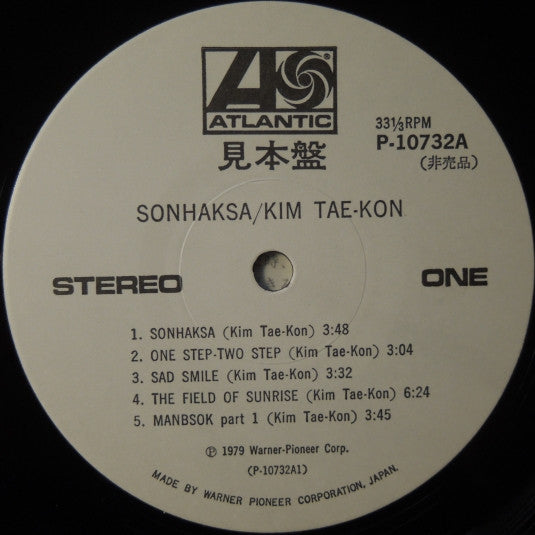 ATLANTIC
®
見本盤
33⅓RPM
P-10732A
(非売品)
SONHAKSA/KIM TAE-KON
STEREO
ONE
1. SONHAKSA (Kim Tae-Kon) 3:48
2. ONE STEP-TWO STEP (Kim Tae-Kon) 3:04
3. SAD SMILE (Kim Tae-Kon) 3:32
4. THE FIELD OF SUNRISE (Kim Tae-Kon) 6:24
5. MANBSOK part 1 (Kim Tae-Kon) 3:45
℗ 1979 Warner-Pioneer Corp.
(P-10732A1)
MADE BY WARNER PIONEER CORPORATION, JAPAN.